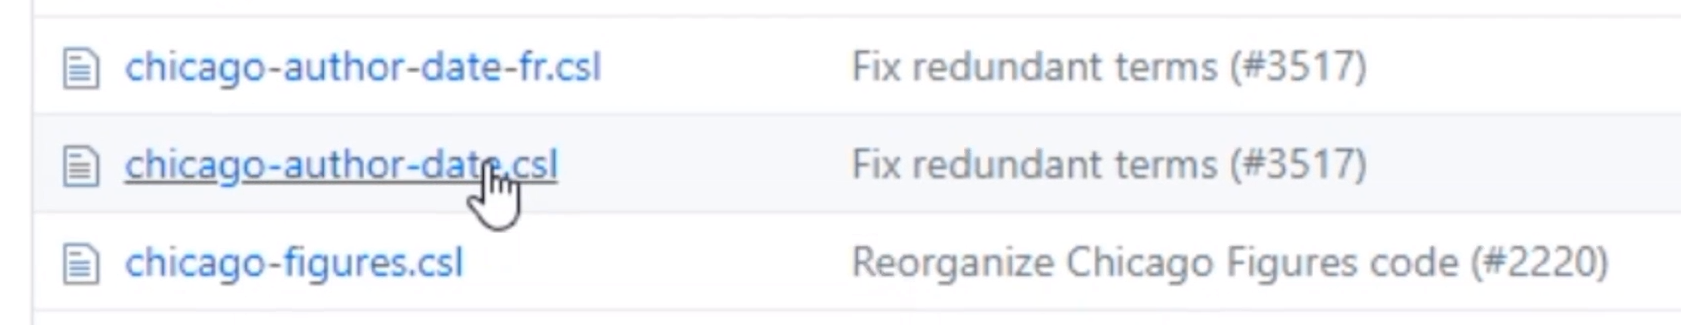 chicago-author-date-fr.csl Fix redundant terms (#3517)
chicago-author-date.csl Fix redundant terms (#3517)
chicago-figures.csl Reorganize Chicago Figures code (#2220)